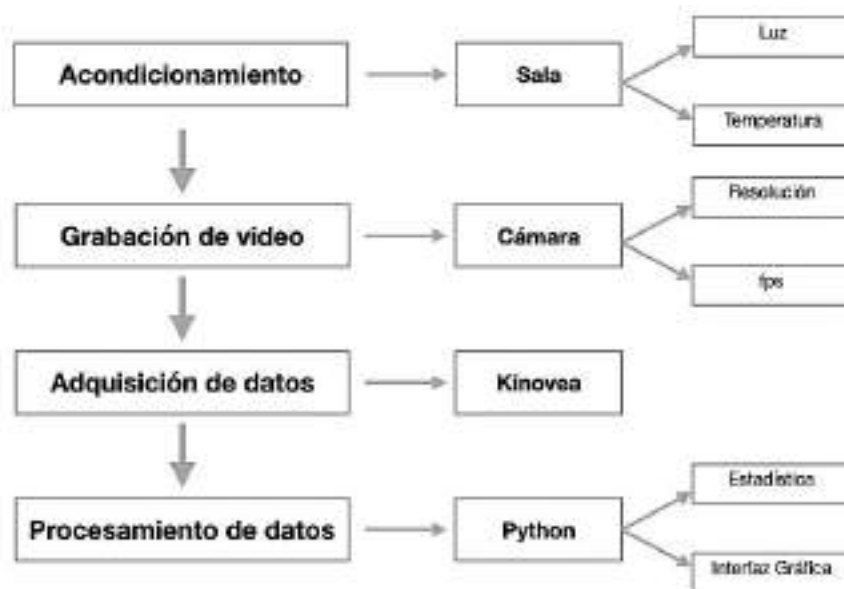 Luz
Acondicionamiento
Sala
Temperatura
Resolución
Grabación de video
Cámara
fps
Adquisición de datos
Kinovea
Estadística
Procesamiento de datos
Python
Interfaz Gráfica